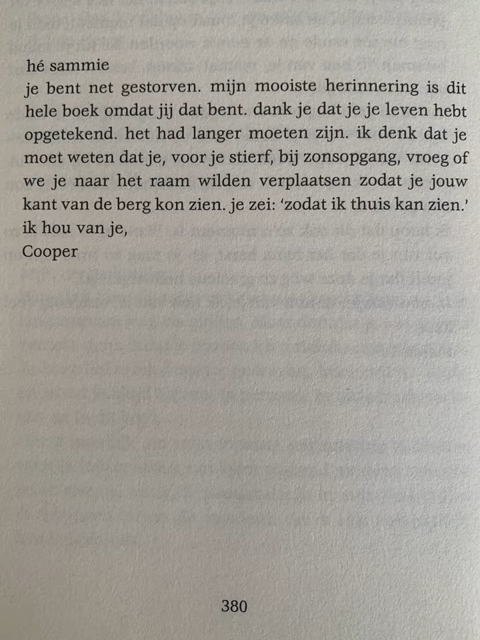 hé sammie
je bent net gestorven. mijn mooiste herinnering is dit
hele boek omdat jij dat bent. dank je dat je je leven hebt
opgetekend. het had langer moeten zijn. ik denk dat je
moet weten dat je, voor je stierf, bij zonsopgang, vroeg of
we je naar het raam wilden verplaatsen zodat je jouw
kant van de berg kon zien. je zei: ‘zodat ik thuis kan zien.’
ik hou van je,
Cooper
380